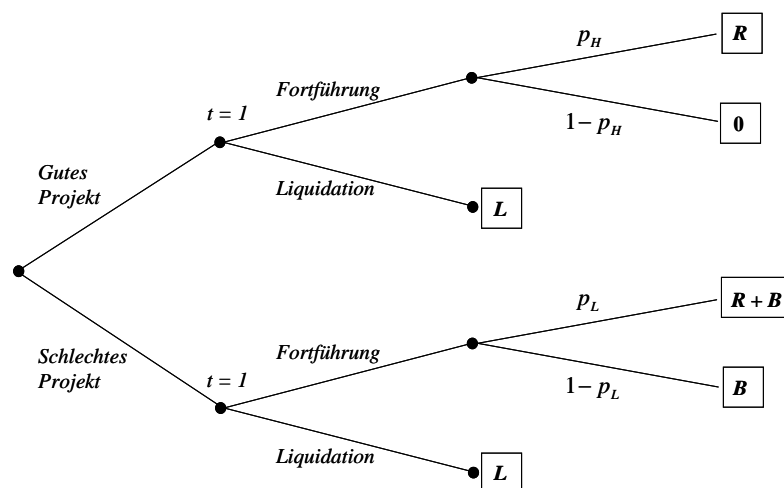 p_H
R
Fortführung
t = 1
1 − p_H
0
Gutes
Projekt
Liquidation
L
p_L
R + B
Schlechtes
Projekt
Fortführung
t = 1
1 − p_L
B
Liquidation
L